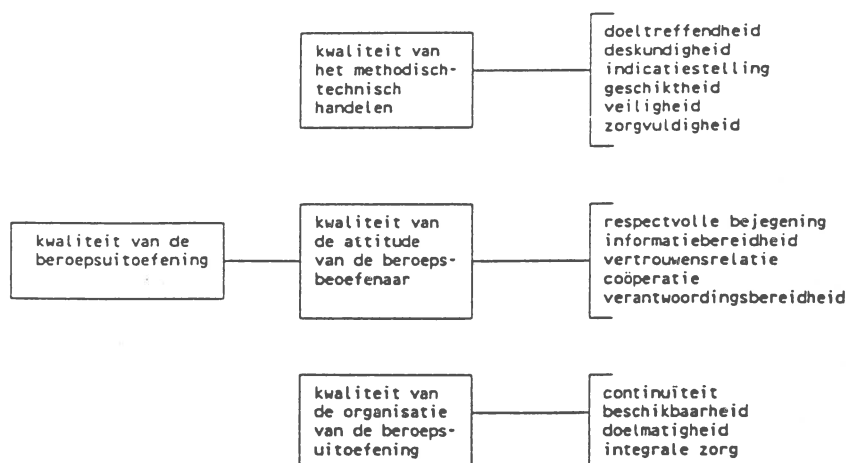 kwaliteit van
het methodisch-
technisch
handelen
doeltreffendheid
deskundigheid
indicatiestelling
geschiktheid
veiligheid
zorgvuldigheid
kwaliteit van de
beroepsuitoefening
kwaliteit van
de attitude
van de beroeps-
beoefenaar
respectvolle bejegening
informatiebereidheid
vertrouwensrelatie
coöperatie
verantwoordingsbereidheid
kwaliteit van
de organisatie
van de beroeps-
uitoefening
continuïteit
beschikbaarheid
doelmatigheid
integrale zorg